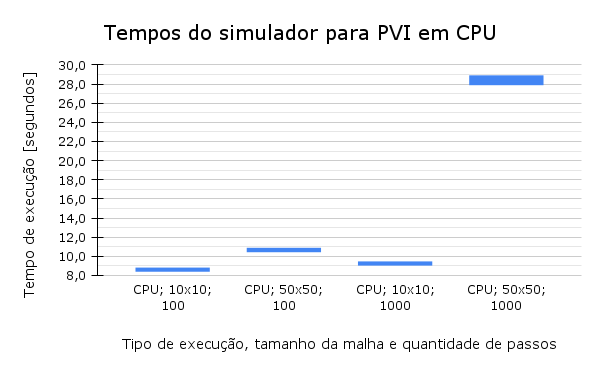 Tempos do simulador para PVI em CPU
Tempo de execução [segundos]
30,0
28,0
26,0
24,0
22,0
20,0
18,0
16,0
14,0
12,0
10,0
8,0
CPU; 10x10; 100
CPU; 50x50; 100
CPU; 10x10; 1000
CPU; 50x50; 1000
Tipo de execução, tamanho da malha e quantidade de passos